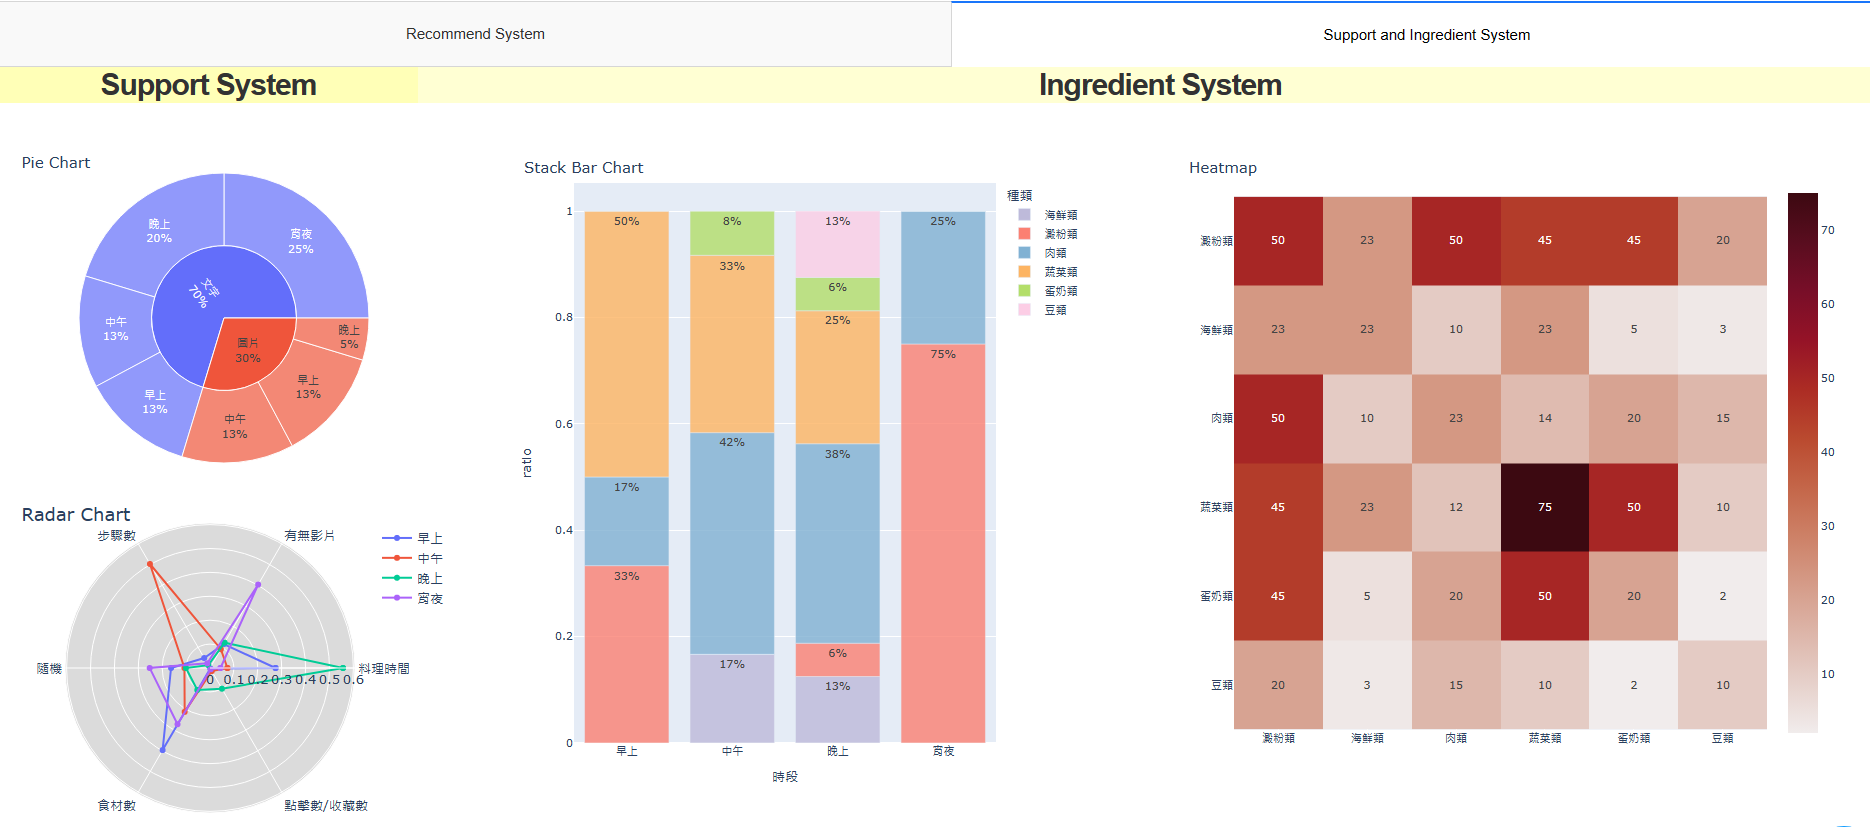 Recommend System
Support and Ingredient System
Support System
Ingredient System
Pie Chart
晚上
20%
宵夜
25%
文字
70%
中午
13%
早上
13%
圖片
30%
晚上
5%
早上
13%
中午
13%
Radar Chart
步驟數
有無影片
隨機
料理時間
食材數
點擊數/收藏數
0 0.1 0.2 0.3 0.4 0.5 0.6
早上
中午
晚上
宵夜
Stack Bar Chart
ratio
1
0.8
0.6
0.4
0.2
0
50%
17%
33%
8%
33%
42%
17%
13%
6%
25%
38%
6%
13%
25%
75%
早上 中午 晚上 宵夜
時段
種類
海鮮類
澱粉類
肉類
蔬菜類
蛋奶類
豆類
Heatmap
澱粉類 50 23 50 45 45 20
海鮮類 23 23 10 23 5 3
肉類 50 10 23 14 20 15
蔬菜類 45 23 12 75 50 10
蛋奶類 45 5 20 50 20 2
豆類 20 3 15 10 2 10
澱粉類 海鮮類 肉類 蔬菜類 蛋奶類 豆類
70
60
50
40
30
20
10